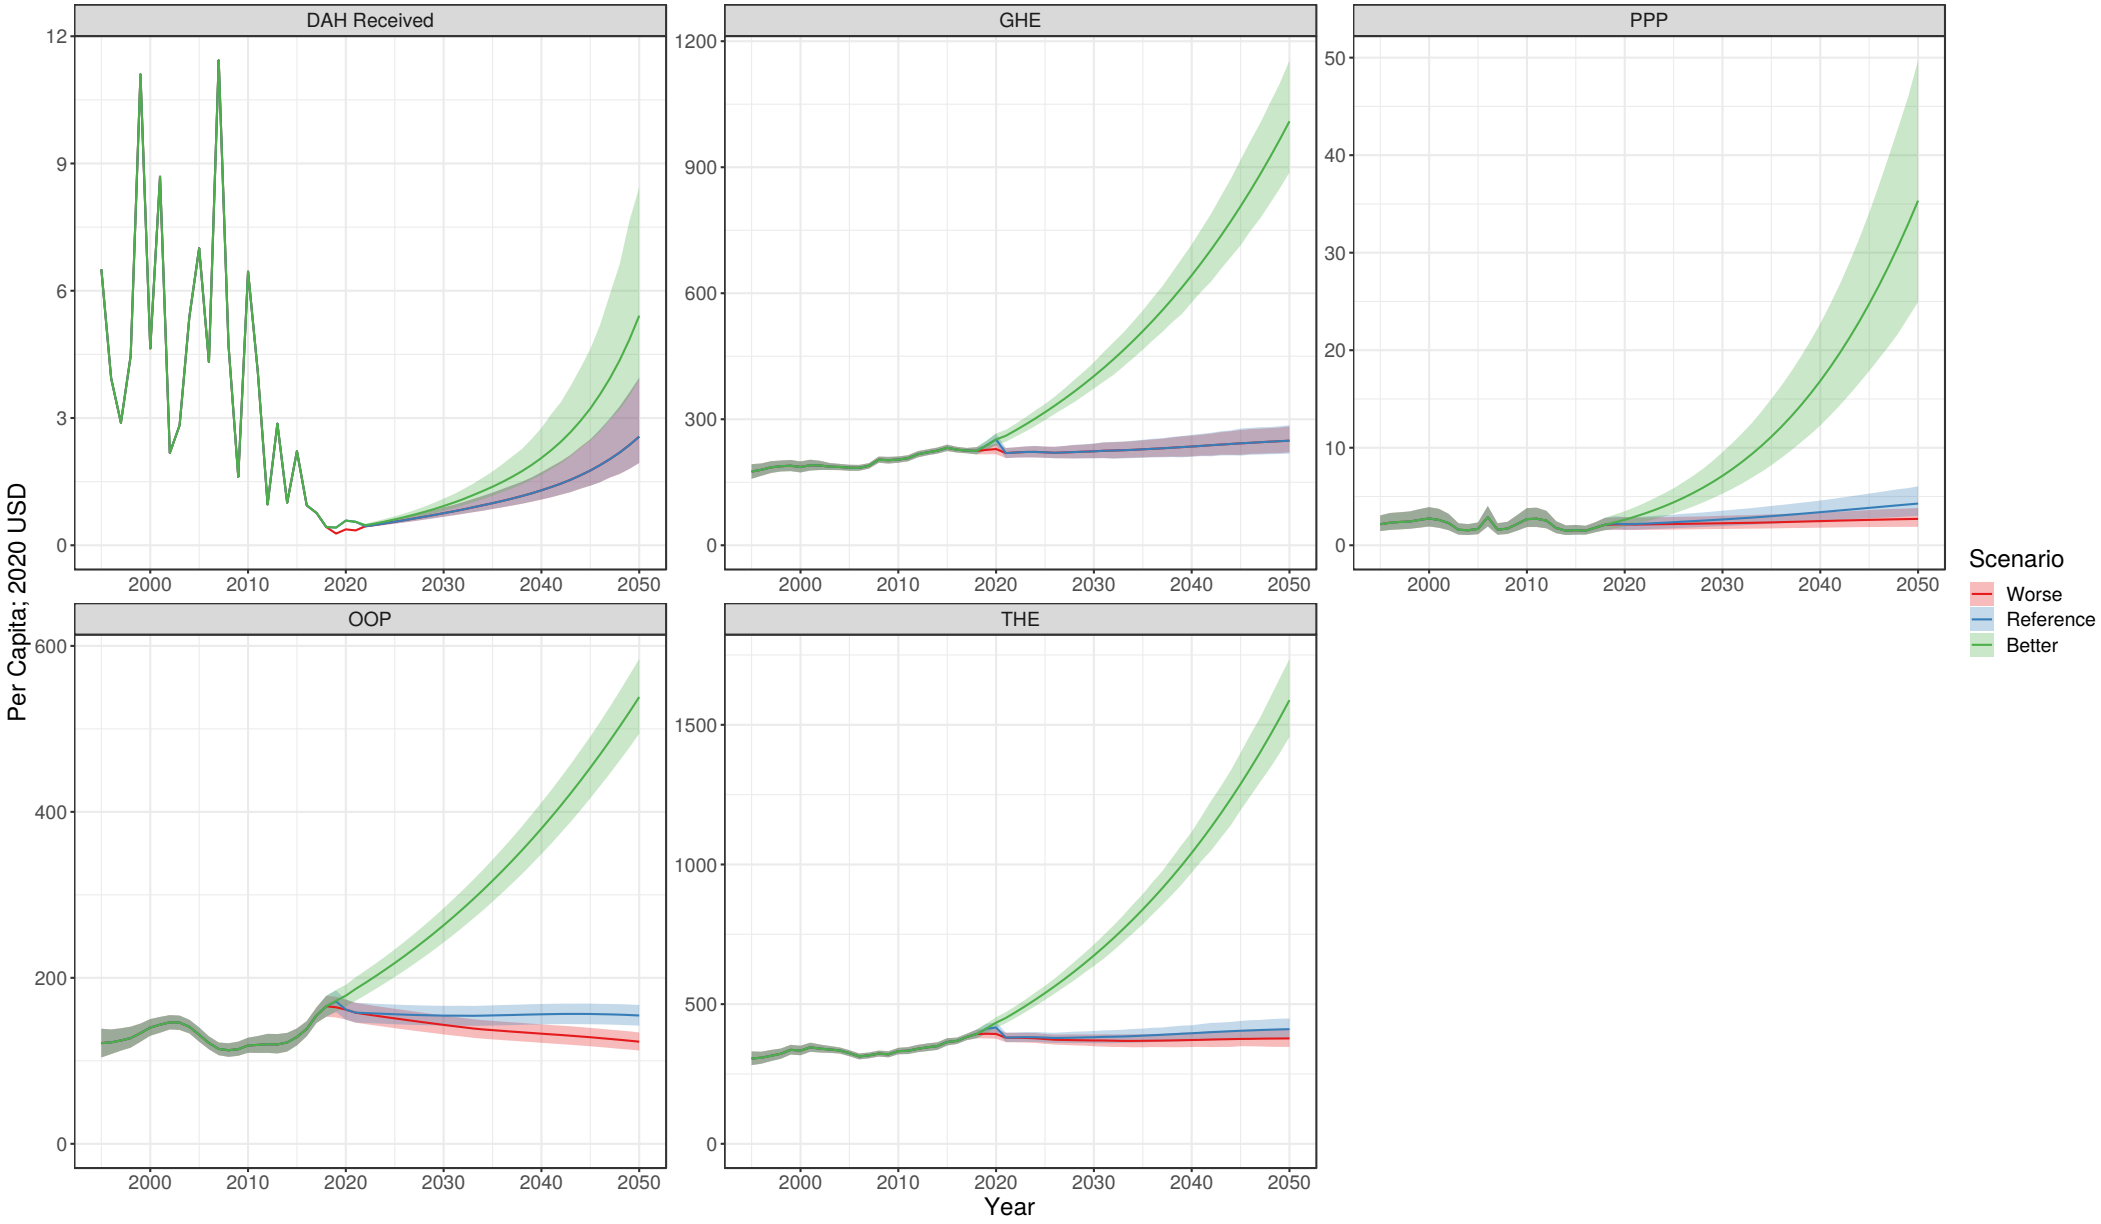 DAH Received
GHE
PPP
12
9
6
3
0
2000 2010 2020 2030 2040 2050
1200
900
600
300
0
2000 2010 2020 2030 2040 2050
50
40
30
20
10
0
2000 2010 2020 2030 2040 2050
Per Capita; 2020 USD
OOP
THE
600
400
200
0
2000 2010 2020 2030 2040 2050
1500
1000
500
0
2000 2010 2020 2030 2040 2050
Year
Scenario
Worse
Reference
Better